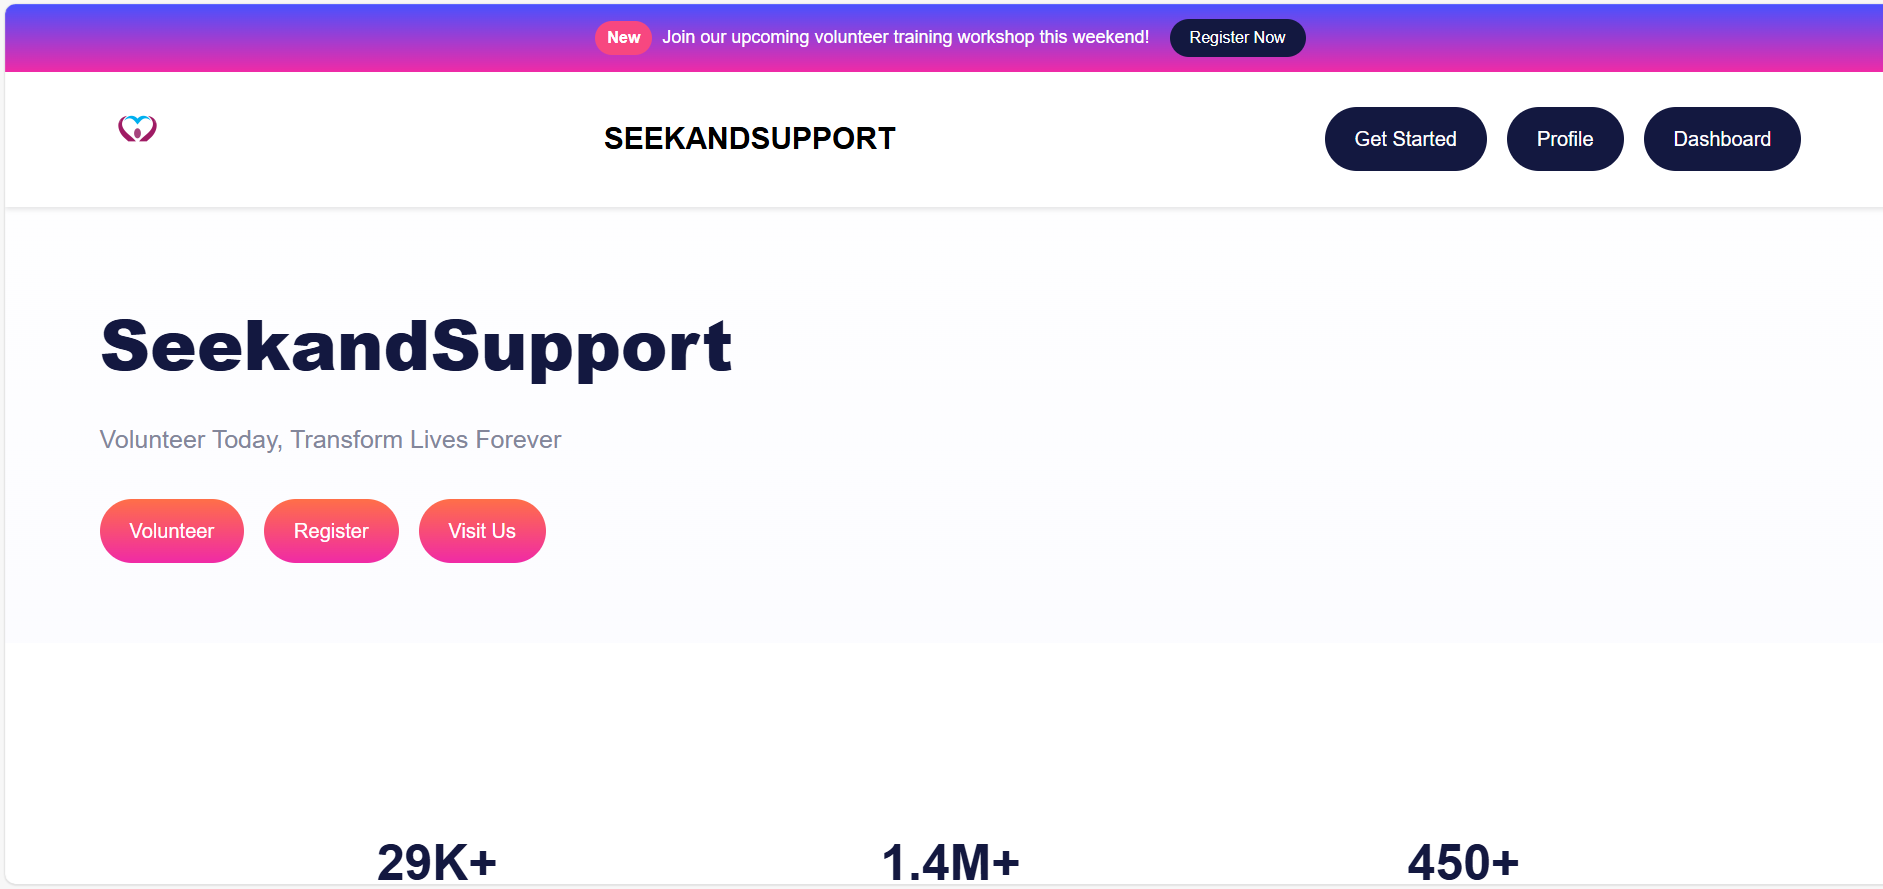 New Join our upcoming volunteer training workshop this weekend! Register Now
SEEKANDSUPPORT
Get Started Profile Dashboard
SeekandSupport
Volunteer Today, Transform Lives Forever
Volunteer Register Visit Us
29K+ 1.4M+ 450+